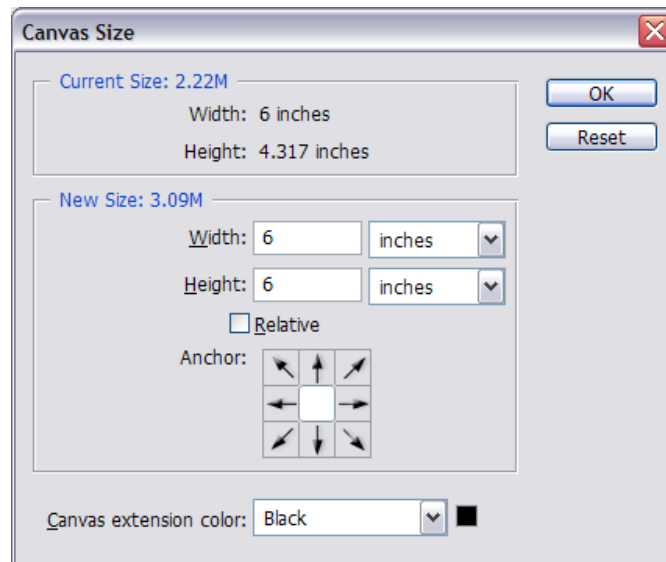 Canvas Size
Current Size: 2.22M
Width: 6 inches
Height: 4.317 inches
OK
Reset
New Size: 3.09M
Width: 6 inches
Height: 6 inches
Relative
Anchor:
Canvas extension color: Black